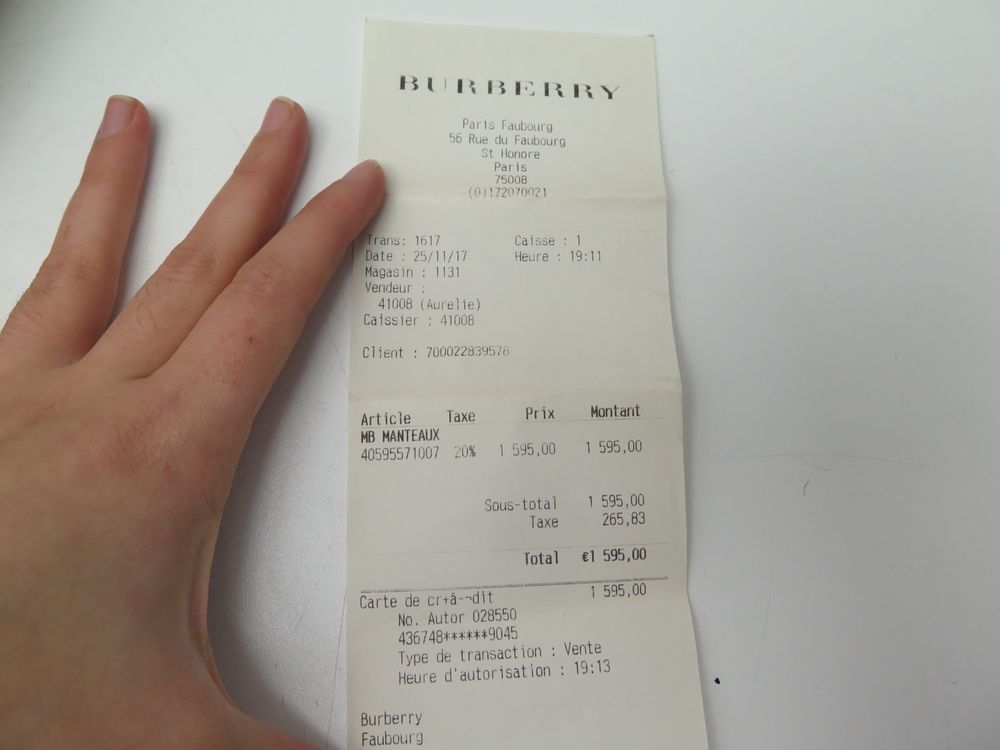 BURBERRY
Paris Faubourg
56 Rue du Faubourg
St Honore
Paris
75008
(0)172070021
Trans: 1617 Caisse : 1
Date : 25/11/17 Heure : 19:11
Magasin : 1131
Vendeur :
41008 (Aurelie)
Caissier : 41008
Client : 700022839578
Article Taxe Prix Montant
MB MANTEAUX
40595571007 20% 1 595,00 1 595,00
Sous-total 1 595,00
Taxe 265,83
Total €1 595,00
Carte de cr+â-¬dit 1 595,00
No. Autor 028550
436748******9045
Type de transaction : Vente
Heure d'autorisation : 19:13
Burberry
Faubourg